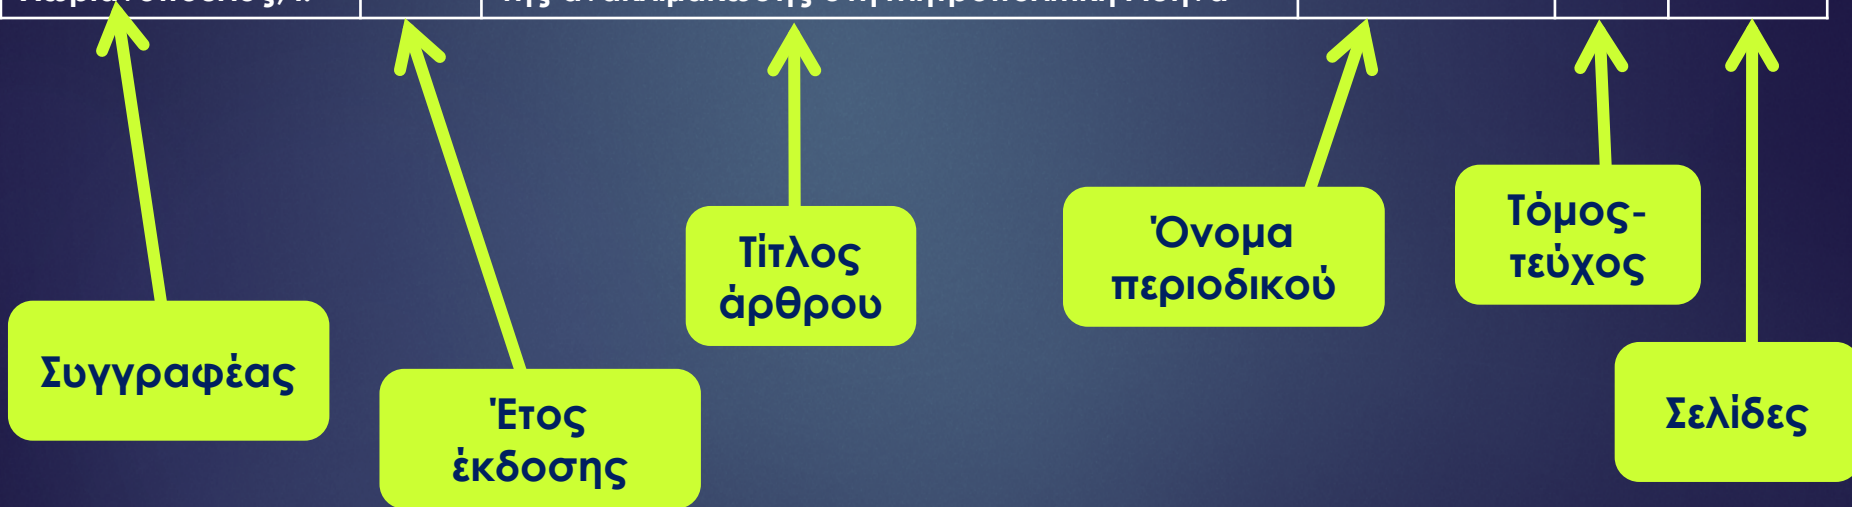 Τίτλος
άρθρου
Όνομα
περιοδικού
Τόμος-
τεύχος
Συγγραφέας
Έτος
έκδοσης
Σελίδες